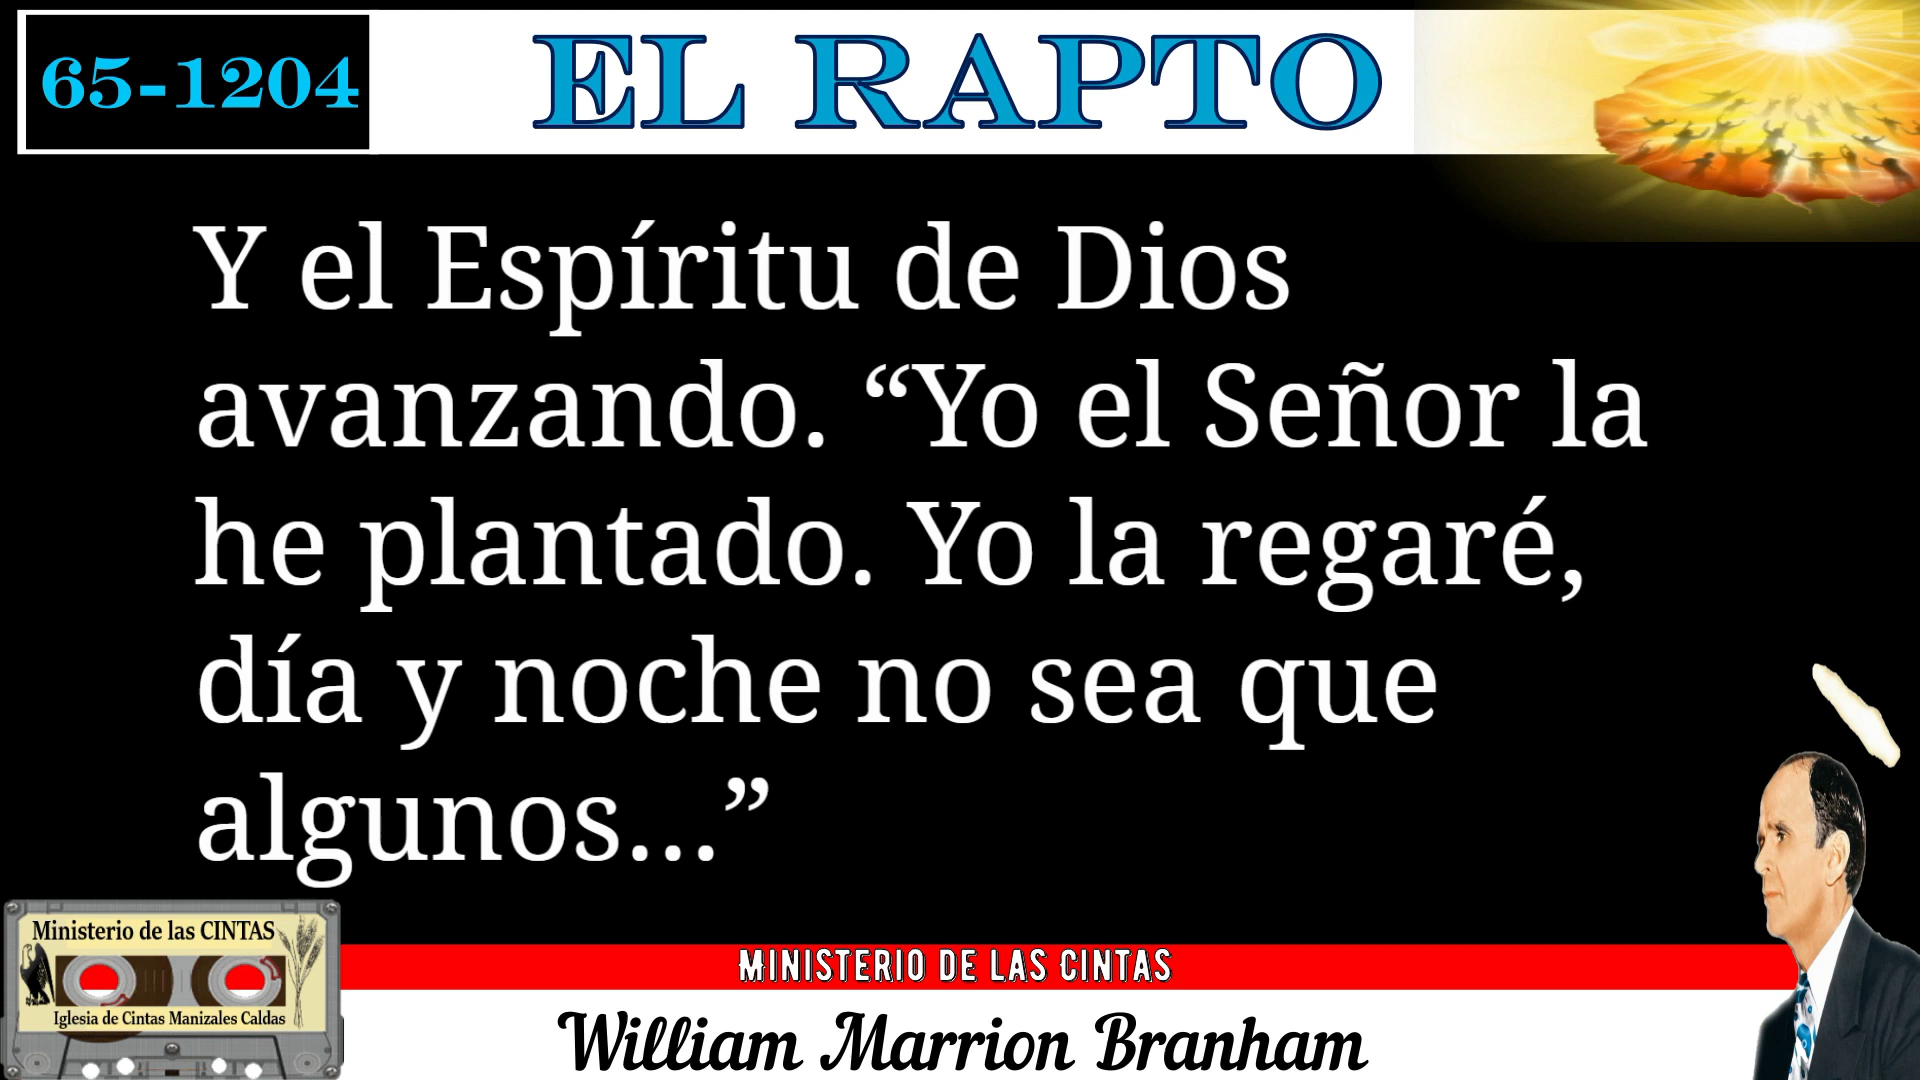 65-1204
EL RAPTO
Y el Espíritu de Dios
avanzando. “Yo el Señor la
he plantado. Yo la regaré,
día y noche no sea que
algunos...”
Ministerio de las CINTAS
Iglesia de Cintas Manizales Caldas
MINISTERIO DE LAS CINTAS
William Marrion Branham